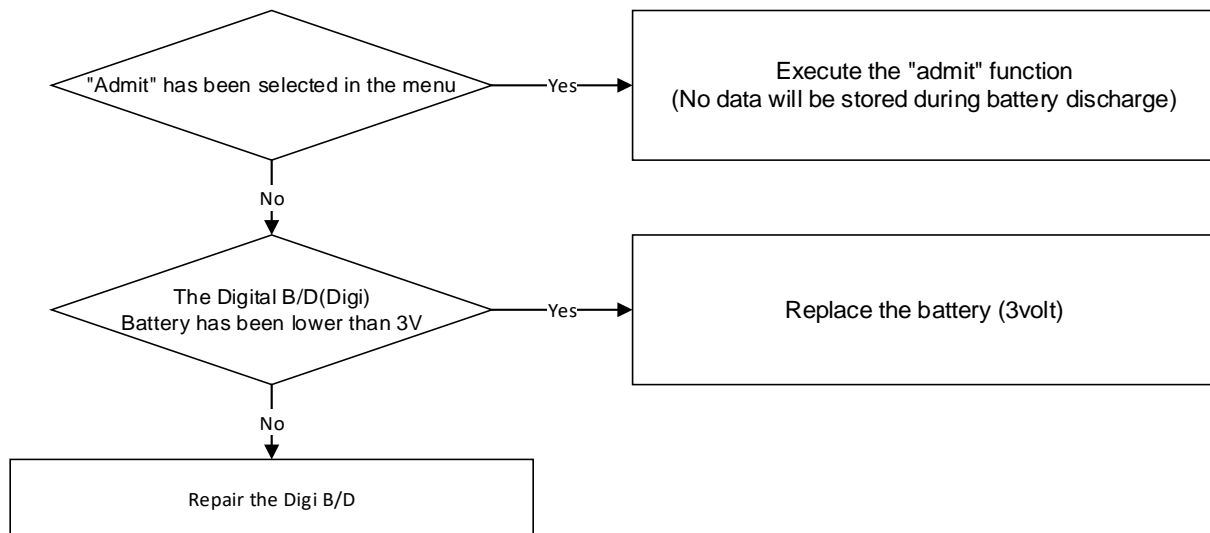 "Admit" has been selected in the menu
Yes
Execute the "admit" function
(No data will be stored during battery discharge)
No
The Digital B/D(Digi)
Battery has been lower than 3V
Yes
Replace the battery (3volt)
No
Repair the Digi B/D